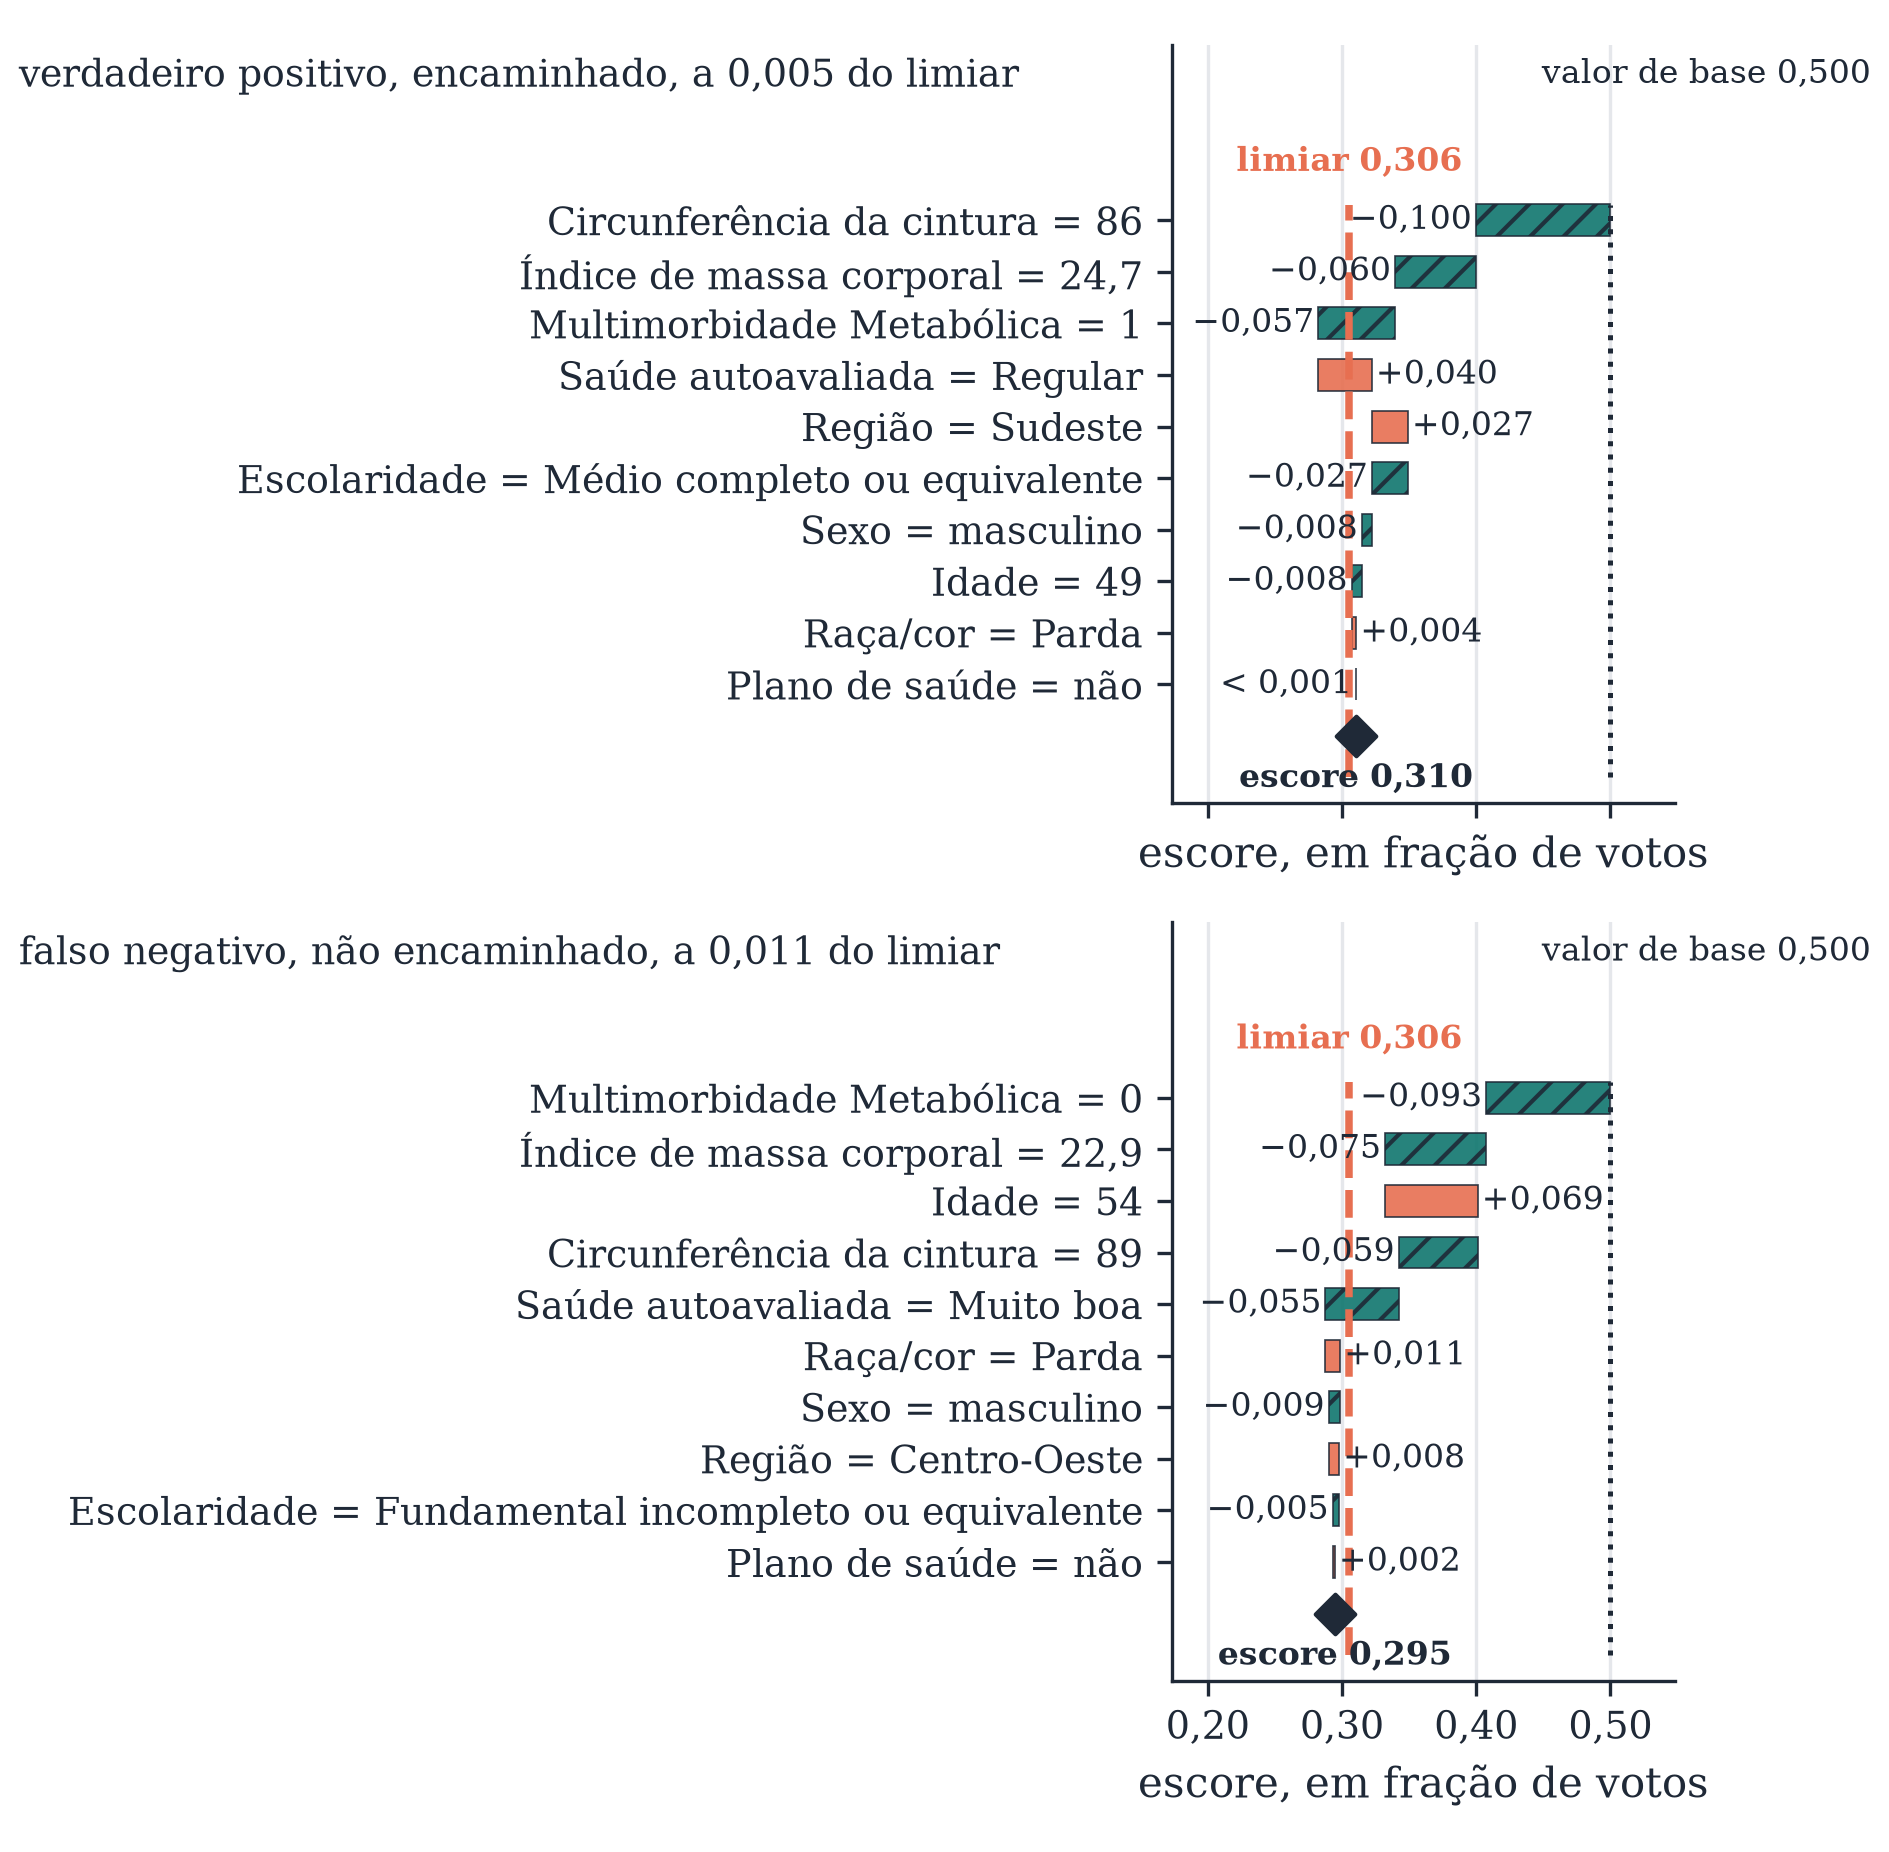 verdadeiro positivo, encaminhado, a 0,005 do limiar
valor de base 0,500
limiar 0,306
Circunferência da cintura = 86
−0,100
Índice de massa corporal = 24,7
−0,060
Multimorbidade Metabólica = 1
−0,057
Saúde autoavaliada = Regular
+0,040
Região = Sudeste
+0,027
Escolaridade = Médio completo ou equivalente
−0,027
Sexo = masculino
−0,008
Idade = 49
−0,008
Raça/cor = Parda
+0,004
Plano de saúde = não
< 0,001
escore 0,310
escore, em fração de votos
falso negativo, não encaminhado, a 0,011 do limiar
valor de base 0,500
limiar 0,306
Multimorbidade Metabólica = 0
−0,093
Índice de massa corporal = 22,9
−0,075
Idade = 54
+0,069
Circunferência da cintura = 89
−0,059
Saúde autoavaliada = Muito boa
−0,055
Raça/cor = Parda
+0,011
Sexo = masculino
−0,009
Região = Centro-Oeste
+0,008
Escolaridade = Fundamental incompleto ou equivalente
−0,005
Plano de saúde = não
+0,002
escore 0,295
0,20 0,30 0,40 0,50
escore, em fração de votos